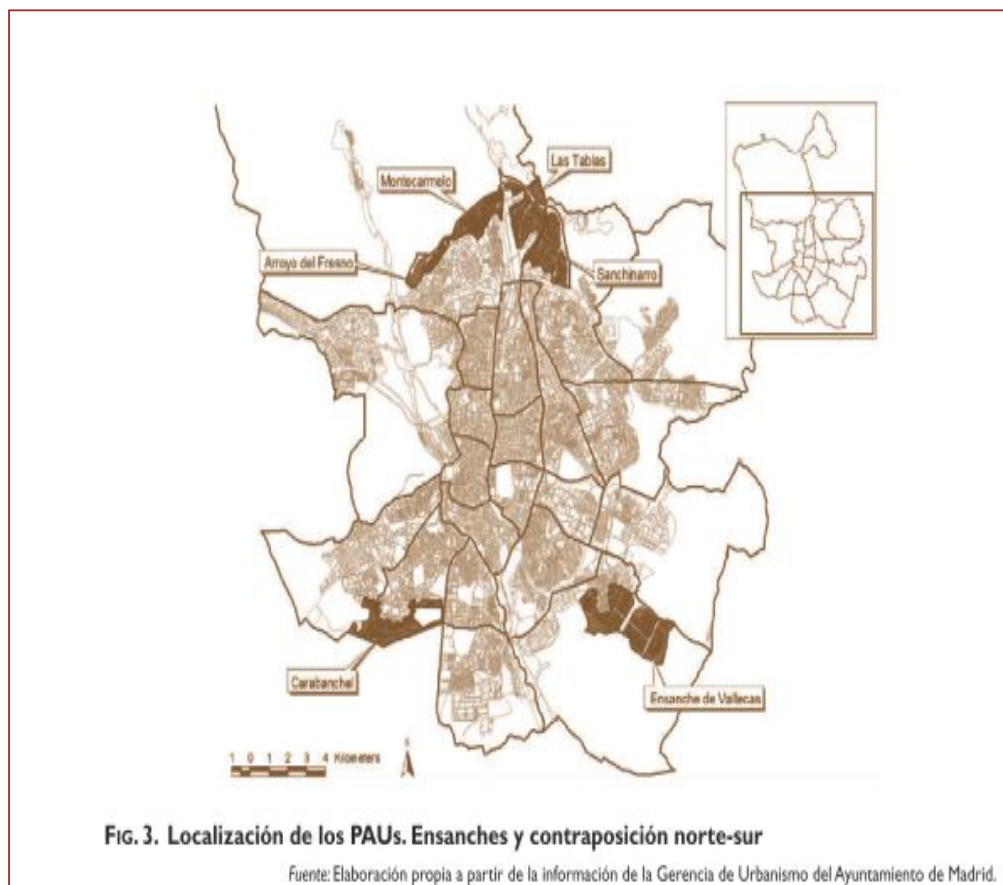 Las Tablas
Montecarmelo
Arroyo del Fresno
Sanchinarro
Carabanchel
Ensanche de Vallecas
1 0 1 2 3 4 Kilometers
N
FIG. 3. Localización de los PAUs. Ensanches y contraposición norte-sur
Fuente: Elaboración propia a partir de la información de la Gerencia de Urbanismo del Ayuntamiento de Madrid.